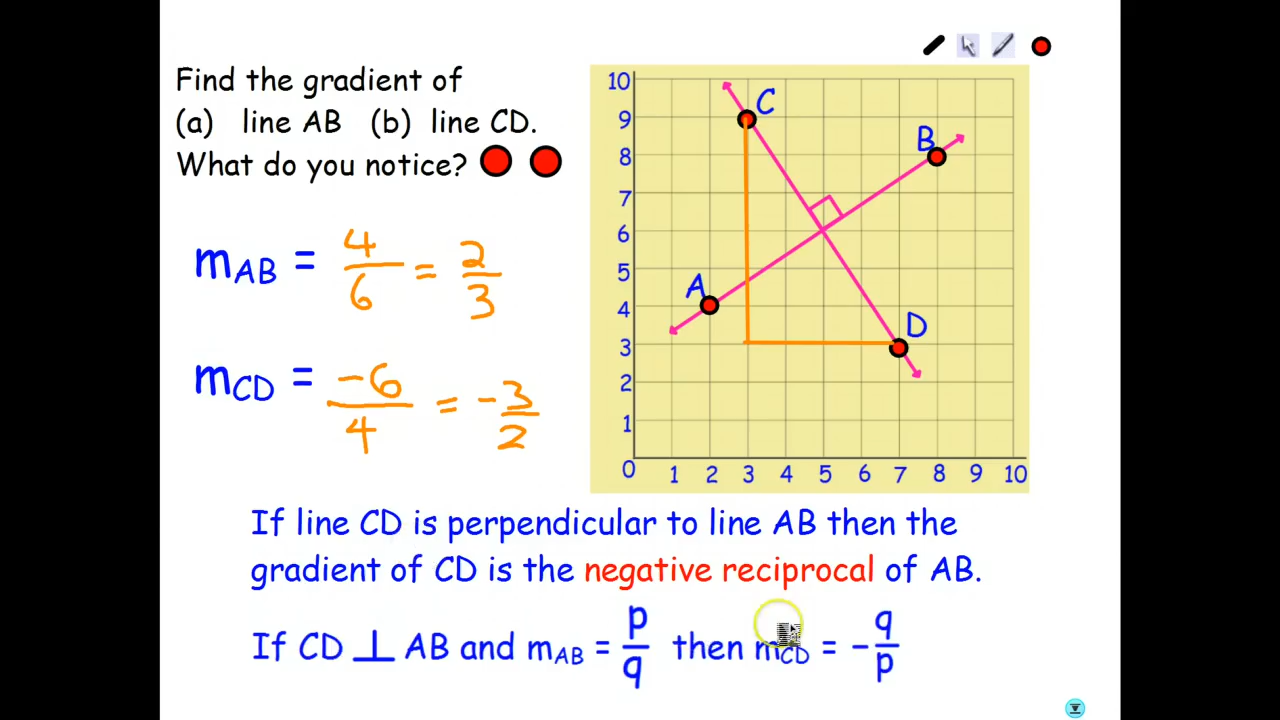 Find the gradient of
(a) line AB (b) line CD.
What do you notice?
mAB = 4/6 = 2/3
mCD = -6/4 = -3/2
10
9
8
7
6
5
4
3
2
1
0 1 2 3 4 5 6 7 8 9 10
C
B
A
D
If line CD is perpendicular to line AB then the
gradient of CD is the negative reciprocal of AB.
If CD ⊥ AB and mAB = p/q then mCD = -q/p